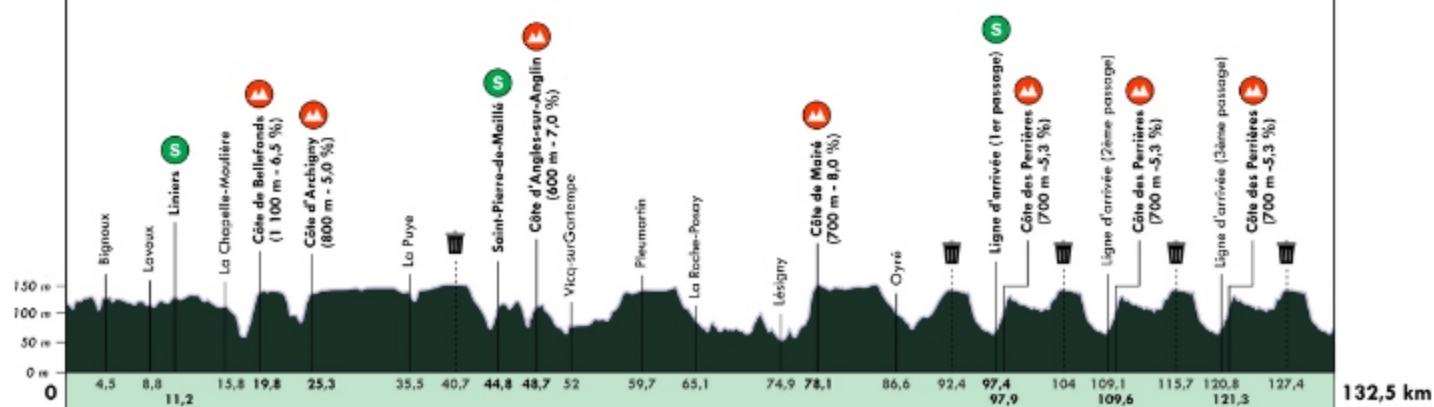 S
S
S
Bignoux
Lavoux
Liniers
La Chapelle-Moulière
Côte de Bellefonds
(1 100 m - 6,5 %)
Côte d'Archigny
(800 m - 5,0 %)
La Puye
Saint-Pierre-de-Maillé
Côte d'Angles-sur-Anglin
(600 m - 7,0 %)
Vicq-surGartempe
Pleumartin
La Roche-Posay
Lésigny
Côte de Mairé
(700 m - 8,0 %)
Oyré
Ligne d'arrivée (1er passage)
Côte des Perrières
(700 m -5,3 %)
Ligne d'arrivée (2ème passage)
Côte des Perrières
(700 m -5,3 %)
Ligne d'arrivée (3ème passage)
Côte des Perrières
(700 m -5,3 %)
150 m
100 m
50 m
0 m
4,5 8,8 15,8 19,8 25,3 35,5 40,7 44,8 48,7 52 59,7 65,1 74,9 78,1 86,6 92,4 97,4 104 109,1 115,7 120,8 127,4
0 11,2 97,9 109,6 121,3 132,5 km